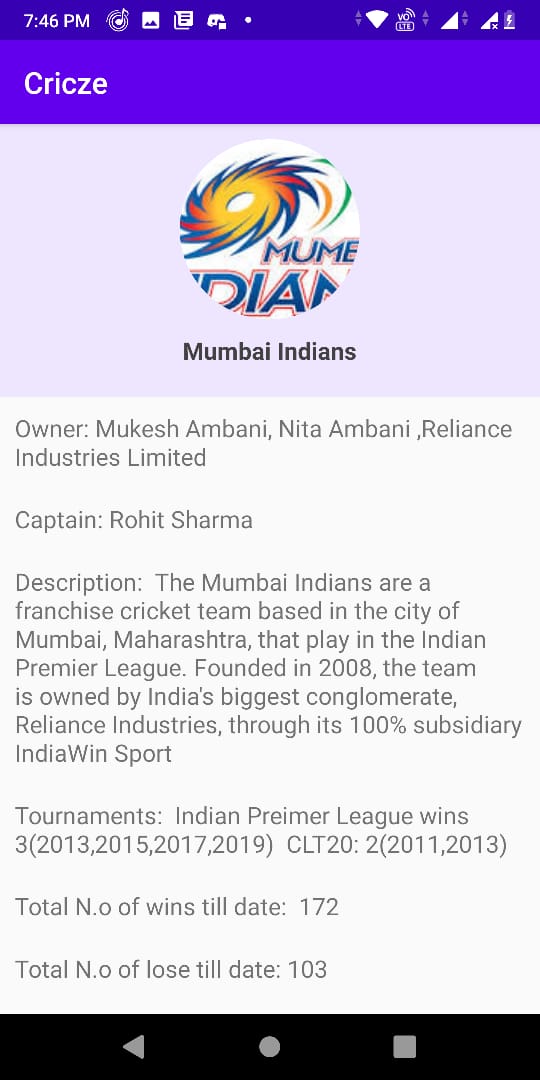 7:46 PM
VO
LTE
Cricze
MUMB
INDIAN
Mumbai Indians
Owner: Mukesh Ambani, Nita Ambani ,Reliance
Industries Limited
Captain: Rohit Sharma
Description:  The Mumbai Indians are a
franchise cricket team based in the city of
Mumbai, Maharashtra, that play in the Indian
Premier League. Founded in 2008, the team
is owned by India's biggest conglomerate,
Reliance Industries, through its 100% subsidiary
IndiaWin Sport
Tournaments:  Indian Preimer League wins
3(2013,2015,2017,2019)  CLT20: 2(2011,2013)
Total N.o of wins till date:  172
Total N.o of lose till date: 103